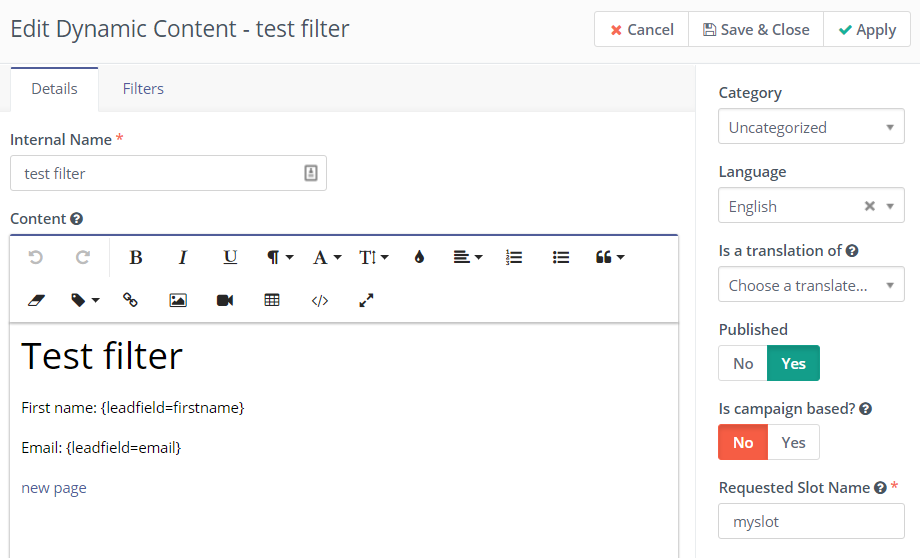 Edit Dynamic Content - test filter
Cancel
Save & Close
Apply
Details
Filters
Internal Name *
test filter
Content
B I U ¶ A T
Test filter
First name: {leadfield=firstname}
Email: {leadfield=email}
new page
Category
Uncategorized
Language
English
Is a translation of
Choose a translate...
Published
No Yes
Is campaign based?
No Yes
Requested Slot Name *
myslot